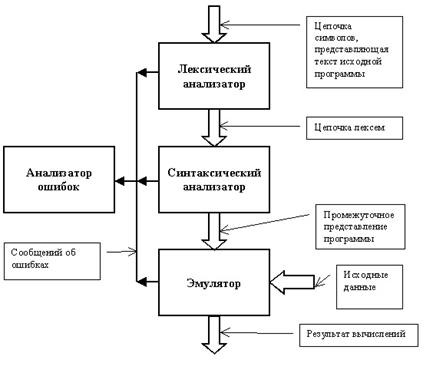 Цепочка
символов,
представляющая
текст исходной
программы
Лексический
анализатор
Цепочка лексем
Анализатор
ошибок
Синтаксический
анализатор
Промежуточное
представление
программы
Сообщений об
ошибках
Эмулятор
Исходные
данные
Результат вычислений